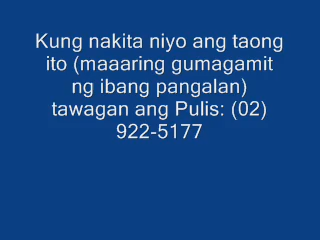 Kung nakita niyo ang taong
ito (maaaring gumagamit
ng ibang pangalan)
tawagan ang Pulis: (02)
922-5177